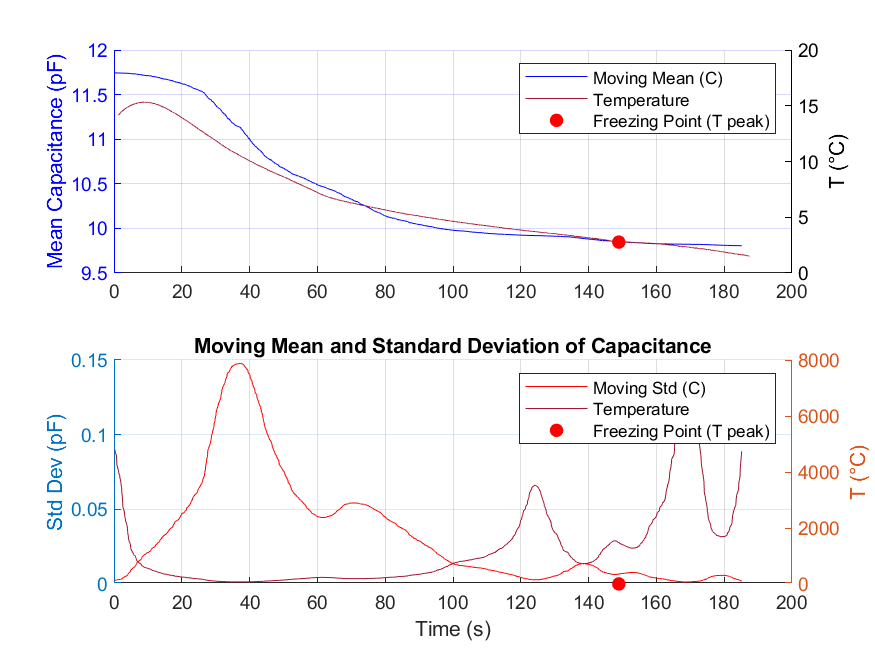 12
11.5
11
10.5
10
9.5
Mean Capacitance (pF)
20
15
10
5
0
T (°C)
Moving Mean (C)
Temperature
Freezing Point (T peak)
0 20 40 60 80 100 120 140 160 180 200
Moving Mean and Standard Deviation of Capacitance
0.15
0.1
0.05
0
Std Dev (pF)
8000
6000
4000
2000
0
T (°C)
Moving Std (C)
Temperature
Freezing Point (T peak)
0 20 40 60 80 100 120 140 160 180 200
Time (s)